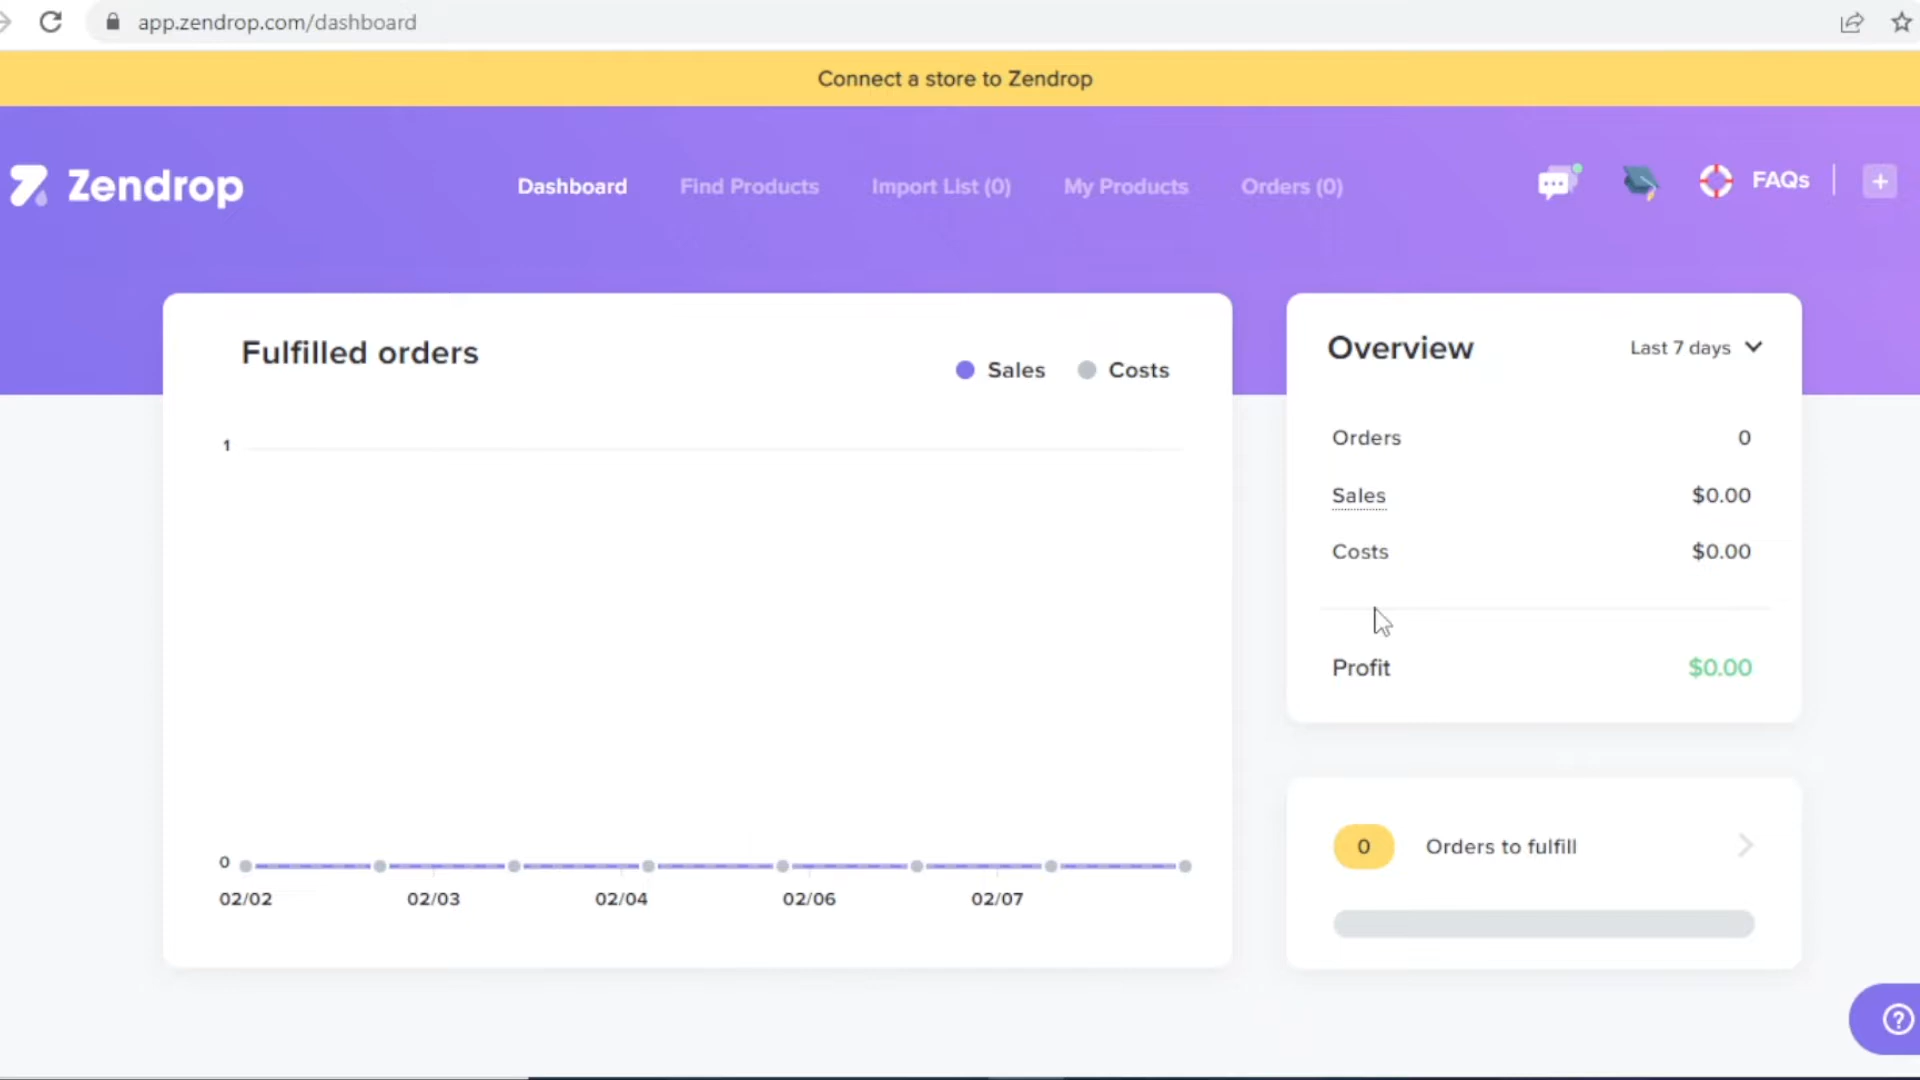 app.zendrop.com/dashboard
Connect a store to Zendrop
Zendrop
Dashboard
Find Products
Import List (0)
My Products
Orders (0)
FAQs
Fulfilled orders
Sales
Costs
1
0
02/02
02/03
02/04
02/06
02/07
Overview
Last 7 days
Orders
0
Sales
$0.00
Costs
$0.00
Profit
$0.00
0
Orders to fulfill